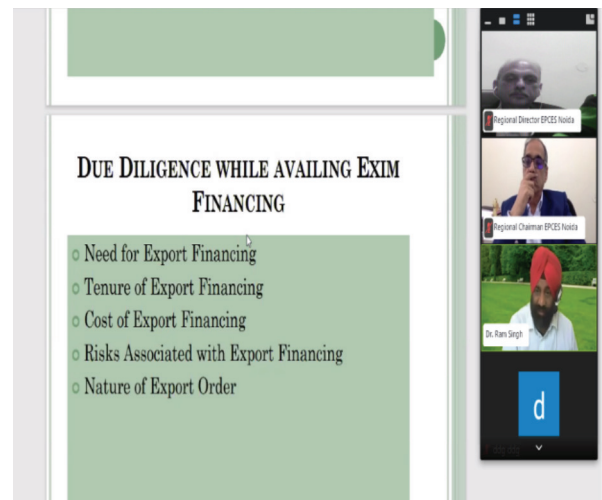 DUE DILIGENCE WHILE AVAILING EXIM
FINANCING
Need for Export Financing
Tenure of Export Financing
Cost of Export Financing
Risks Associated with Export Financing
Nature of Export Order
Regional Director EPCES Noida
Regional Chairman EPCES Noida
Dr. Ram Singh
d